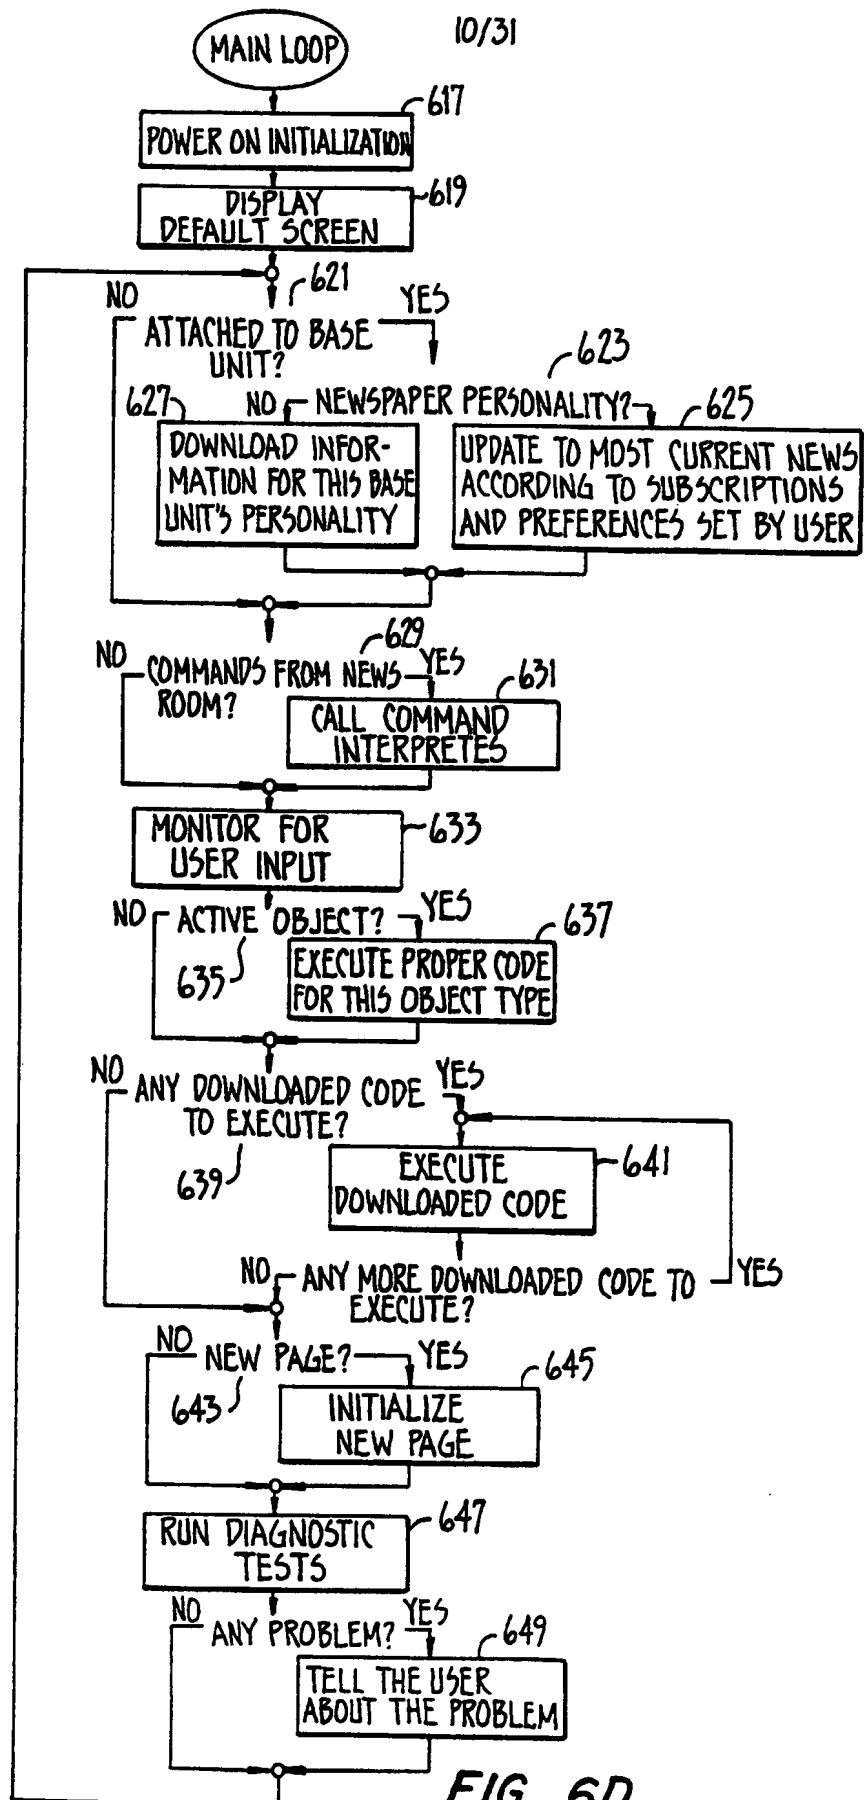 10/31
MAIN LOOP
617
POWER ON INITIALIZATION
619
DISPLAY
DEFAULT SCREEN
621
NO
YES
ATTACHED TO BASE
UNIT?
623
627
NO
NEWSPAPER PERSONALITY?
625
DOWNLOAD INFOR-
MATION FOR THIS BASE
UNIT'S PERSONALITY
UPDATE TO MOST CURRENT NEWS
ACCORDING TO SUBSCRIPTIONS
AND PREFERENCES SET BY USER
629
NO
COMMANDS FROM NEWS
ROOM?
YES
631
CALL COMMAND
INTERPRETES
MONITOR FOR
USER INPUT
633
NO
ACTIVE OBJECT?
YES
635
637
EXECUTE PROPER CODE
FOR THIS OBJECT TYPE
NO
ANY DOWNLOADED CODE
TO EXECUTE?
YES
639
EXECUTE
DOWNLOADED CODE
641
NO
ANY MORE DOWNLOADED CODE TO
EXECUTE?
YES
NO
NEW PAGE?
YES
643
645
INITIALIZE
NEW PAGE
RUN DIAGNOSTIC
TESTS
647
NO
ANY PROBLEM?
YES
649
TELL THE USER
ABOUT THE PROBLEM
FIG. 6D